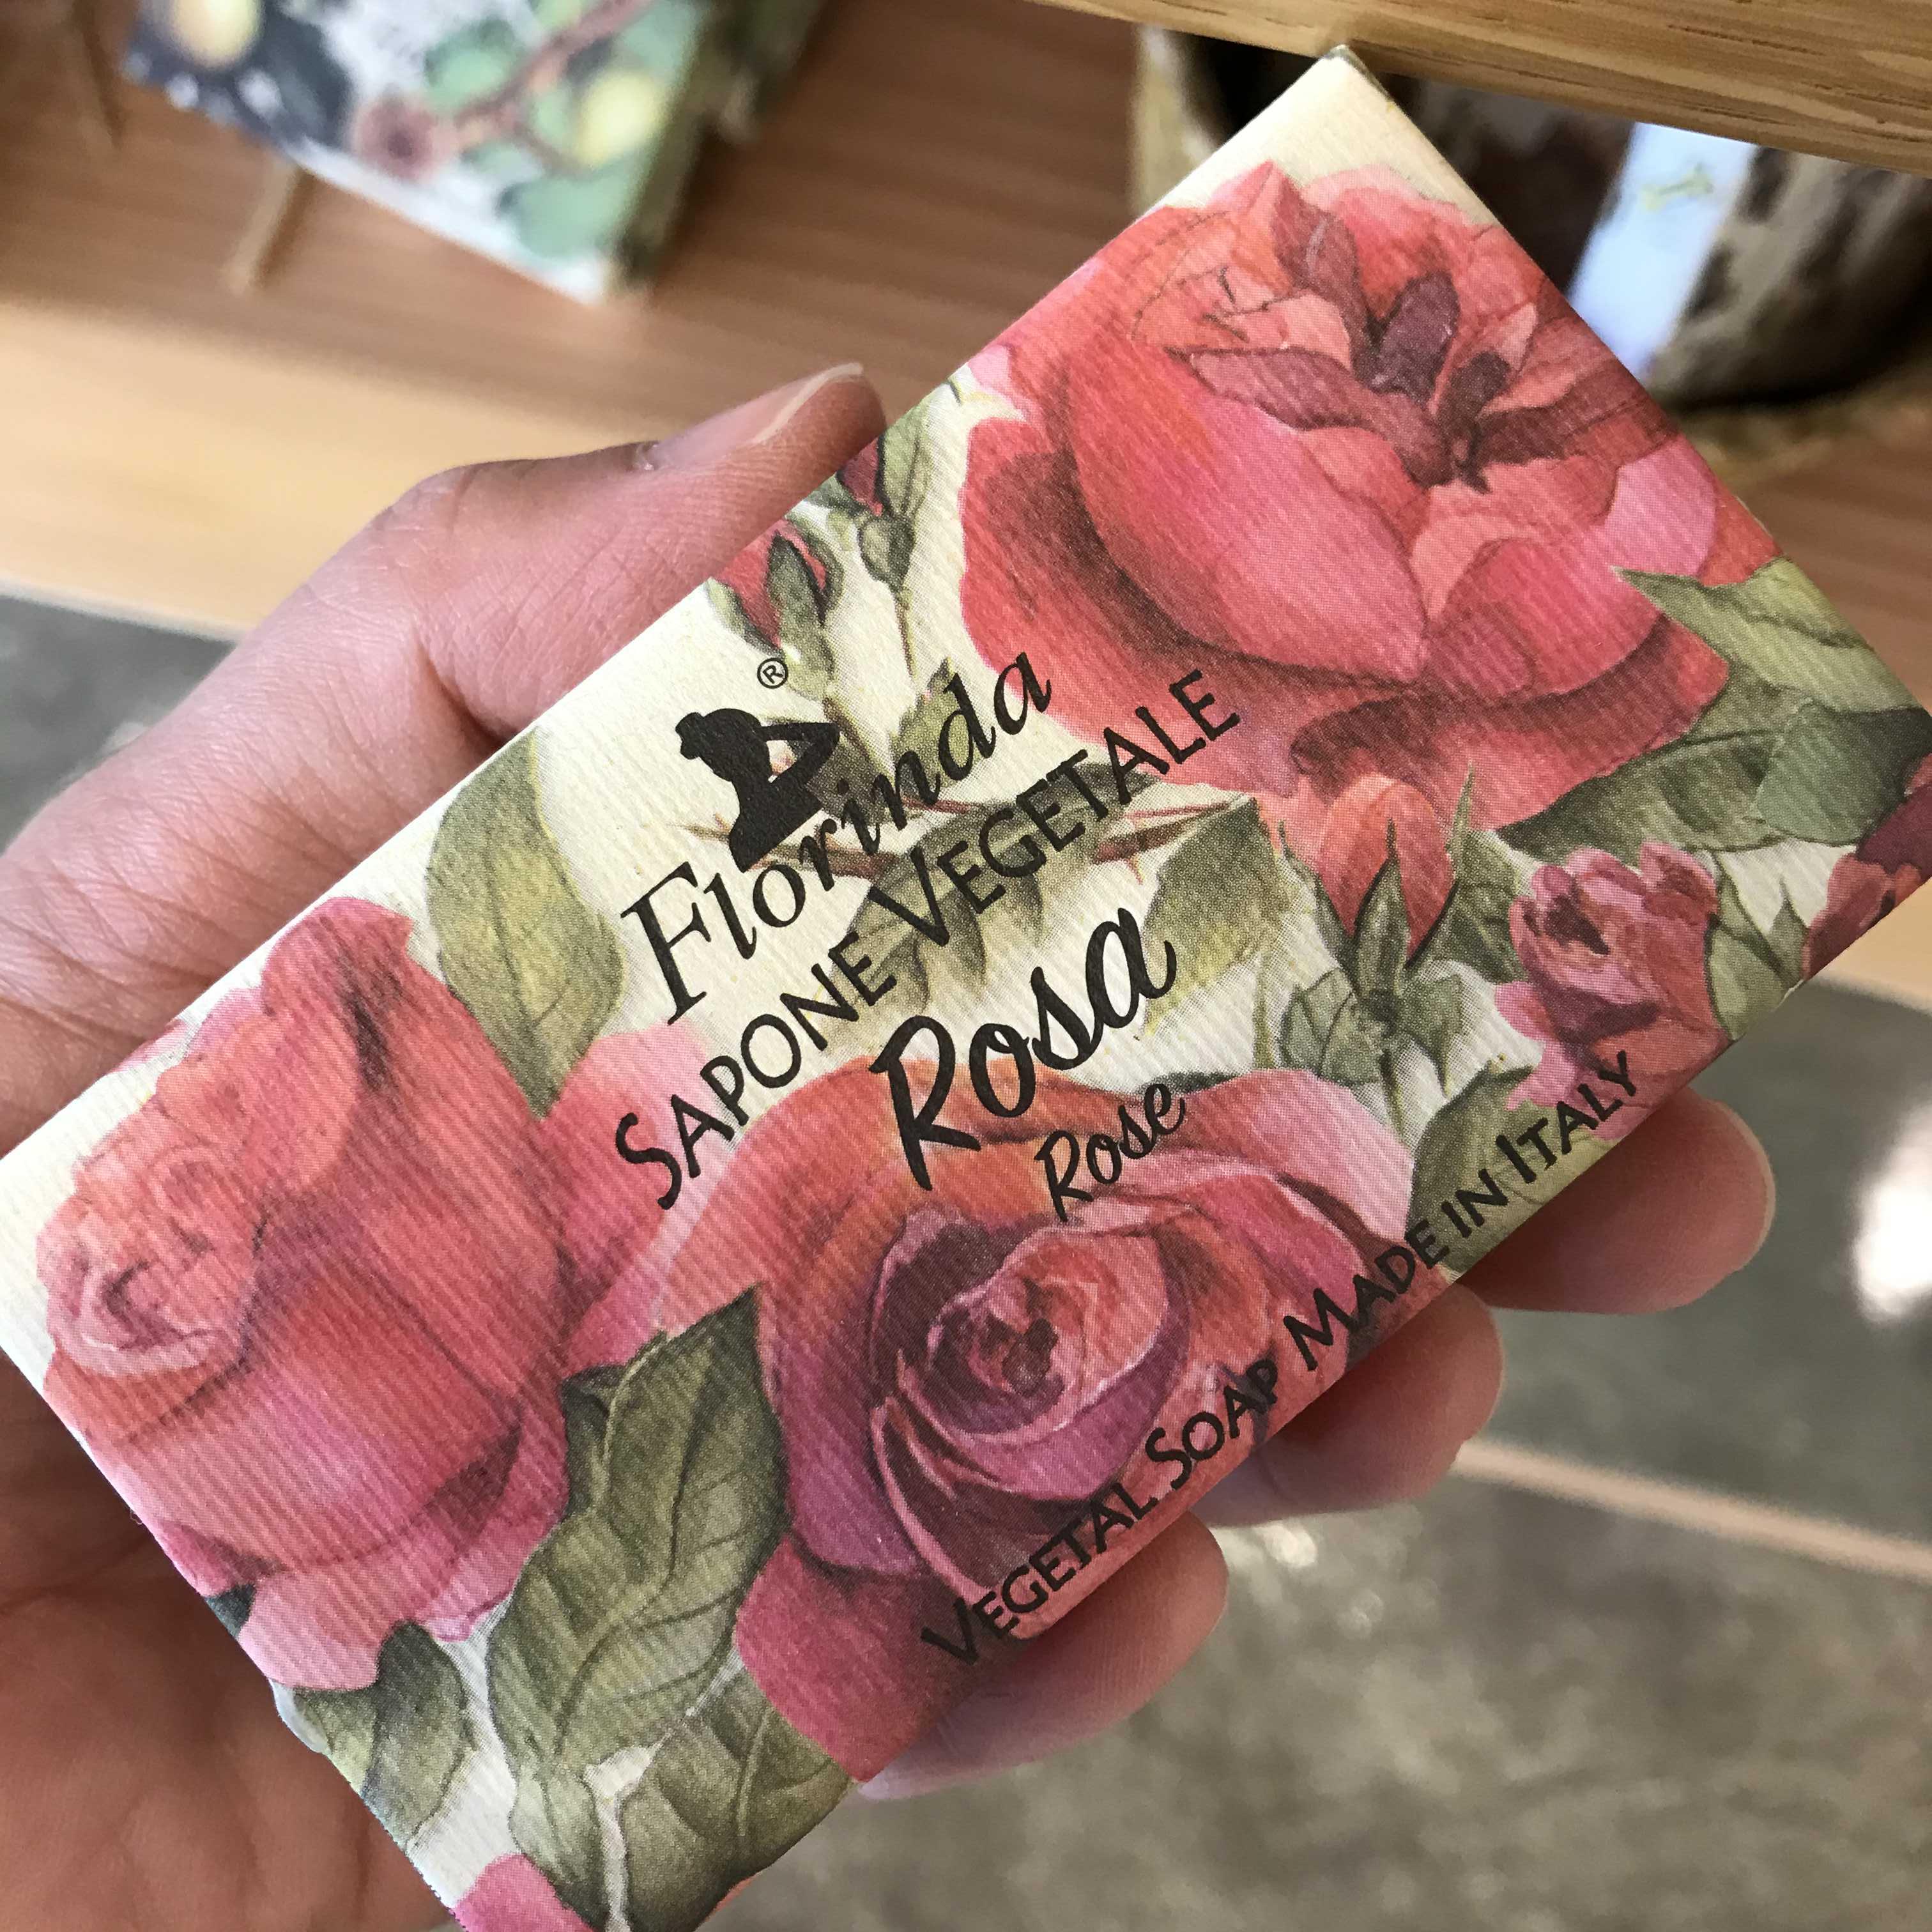 ®
Florinda
SAPONE VEGETALE
Rosa
Rose
VEGETAL SOAP MADE IN ITALY